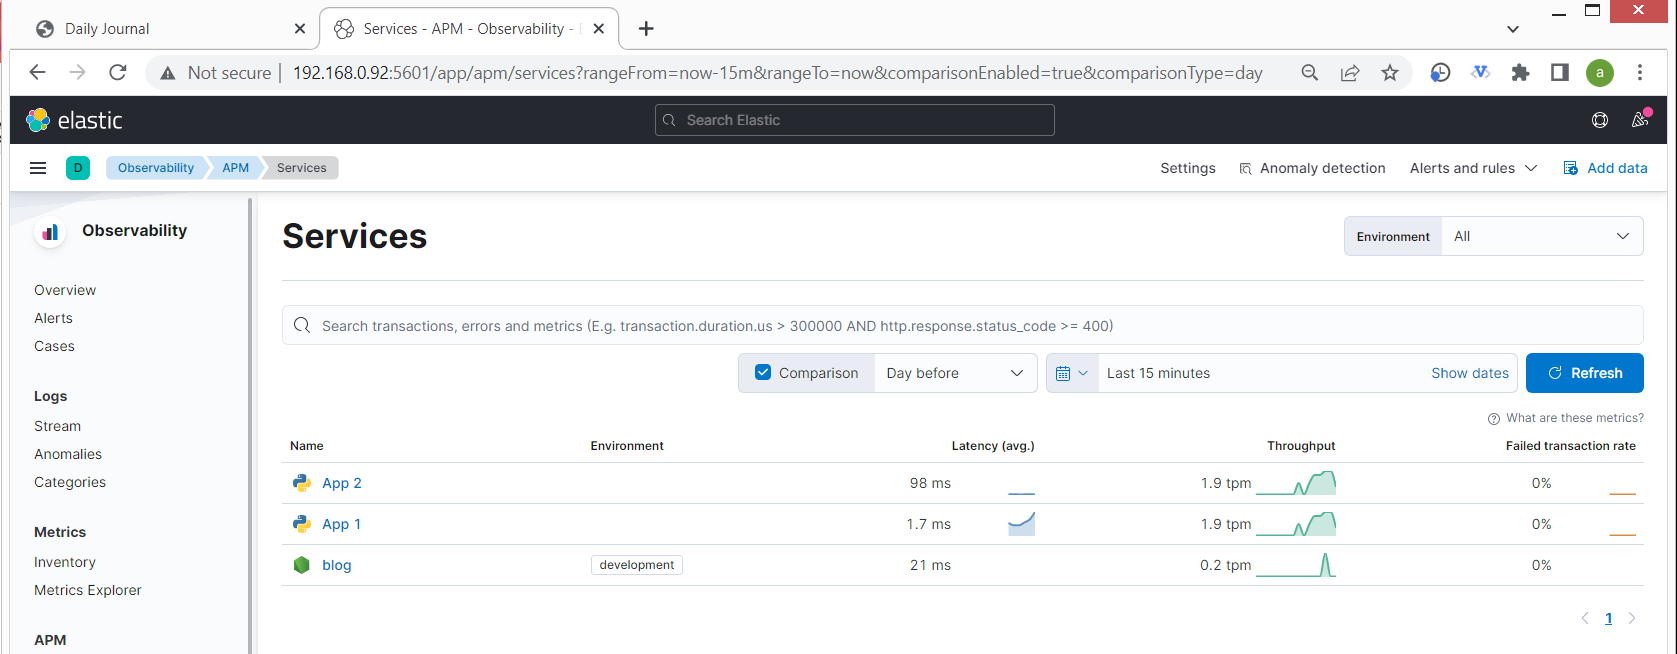 Daily Journal
Services - APM - Observability -
Not secure
192.168.0.92:5601/app/apm/services?rangeFrom=now-15m&rangeTo=now&comparisonEnabled=true&comparisonType=day
a
elastic
Search Elastic
D
Observability
APM
Services
Settings
Anomaly detection
Alerts and rules
Add data
Observability
Overview
Alerts
Cases
Logs
Stream
Anomalies
Categories
Metrics
Inventory
Metrics Explorer
APM
Services
Environment
All
Search transactions, errors and metrics (E.g. transaction.duration.us > 300000 AND http.response.status_code >= 400)
Comparison
Day before
Last 15 minutes
Show dates
Refresh
What are these metrics?
Name Environment Latency (avg.) Throughput Failed transaction rate
App 2 98 ms 1.9 tpm 0%
App 1 1.7 ms 1.9 tpm 0%
blog development 21 ms 0.2 tpm 0%
1